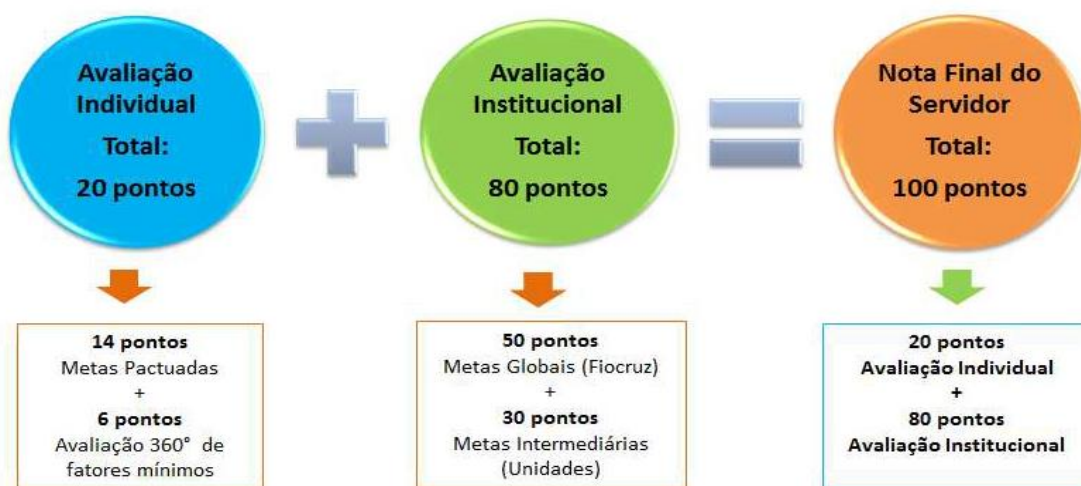 Avaliação
Individual
Total:
20 pontos
Avaliação
Institucional
Total:
80 pontos
Nota Final do
Servidor
Total:
100 pontos
14 pontos
Metas Pactuadas
+
6 pontos
Avaliação 360° de
fatores mínimos
50 pontos
Metas Globais (Fiocruz)
+
30 pontos
Metas Intermediárias
(Unidades)
20 pontos
Avaliação Individual
+
80 pontos
Avaliação Institucional